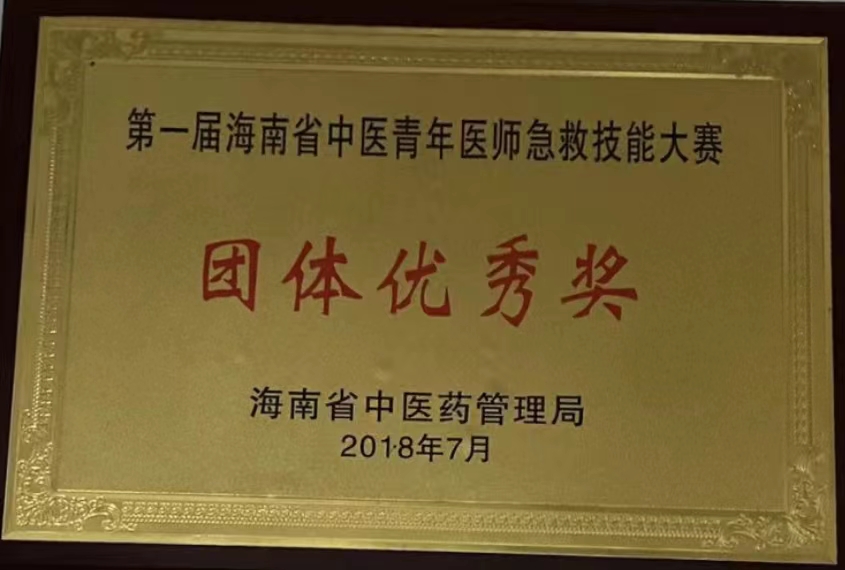 第一届海南省中医青年医师急救技能大赛
团体优秀奖
海南省中医药管理局
2018年7月